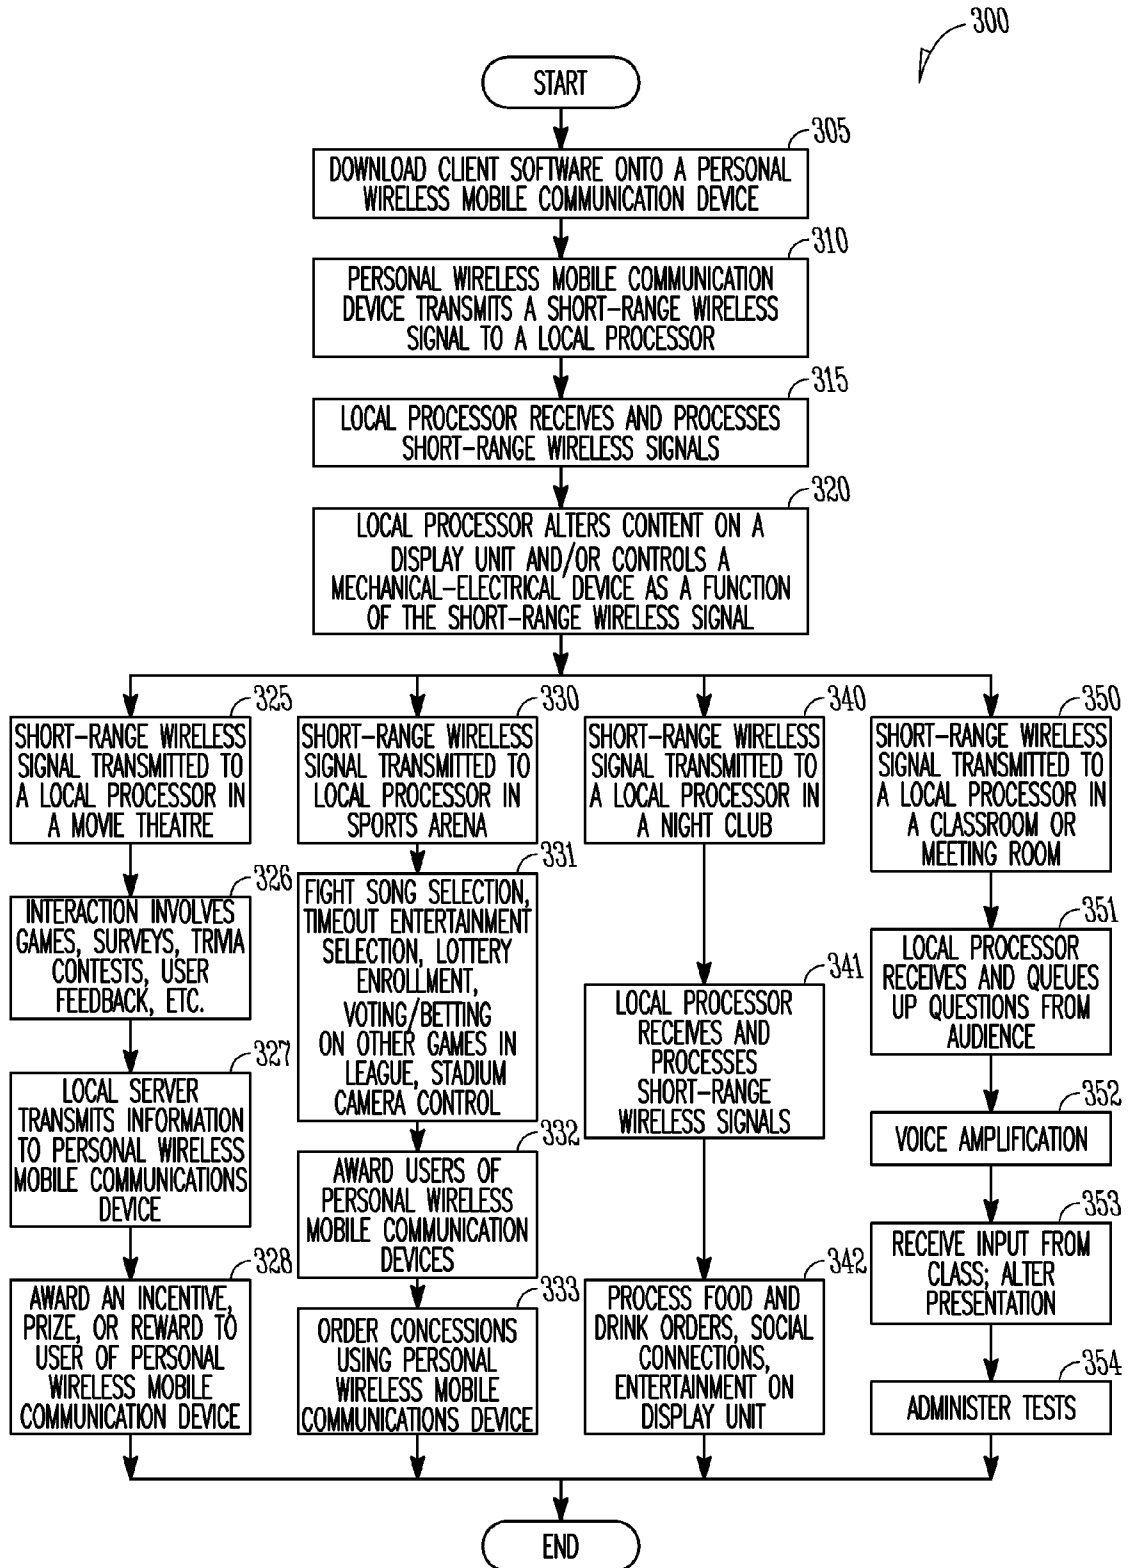 300
START
305
DOWNLOAD CLIENT SOFTWARE ONTO A PERSONAL
WIRELESS MOBILE COMMUNICATION DEVICE
310
PERSONAL WIRELESS MOBILE COMMUNICATION
DEVICE TRANSMITS A SHORT-RANGE WIRELESS
SIGNAL TO A LOCAL PROCESSOR
315
LOCAL PROCESSOR RECEIVES AND PROCESSES
SHORT-RANGE WIRELESS SIGNALS
320
LOCAL PROCESSOR ALTERS CONTENT ON A
DISPLAY UNIT AND/OR CONTROLS A
MECHANICAL-ELECTRICAL DEVICE AS A FUNCTION
OF THE SHORT-RANGE WIRELESS SIGNAL
325
SHORT-RANGE WIRELESS
SIGNAL TRANSMITTED TO
A LOCAL PROCESSOR IN
A MOVIE THEATRE
326
INTERACTION INVOLVES
GAMES, SURVEYS, TRIVIA
CONTESTS, USER
FEEDBACK, ETC.
327
LOCAL SERVER
TRANSMITS INFORMATION
TO PERSONAL WIRELESS
MOBILE COMMUNICATIONS
DEVICE
328
AWARD AN INCENTIVE,
PRIZE, OR REWARD TO
USER OF PERSONAL
WIRELESS MOBILE
COMMUNICATION DEVICE
330
SHORT-RANGE WIRELESS
SIGNAL TRANSMITTED TO
LOCAL PROCESSOR IN
SPORTS ARENA
331
FIGHT SONG SELECTION,
TIMEOUT ENTERTAINMENT
SELECTION, LOTTERY
ENROLLMENT,
VOTING/BETTING
ON OTHER GAMES IN
LEAGUE, STADIUM
CAMERA CONTROL
332
AWARD USERS OF
PERSONAL WIRELESS
MOBILE COMMUNICATION
DEVICES
333
ORDER CONCESSIONS
USING PERSONAL
WIRELESS MOBILE
COMMUNICATIONS DEVICE
340
SHORT-RANGE WIRELESS
SIGNAL TRANSMITTED TO
A LOCAL PROCESSOR IN
A NIGHT CLUB
341
LOCAL PROCESSOR
RECEIVES AND
PROCESSES
SHORT-RANGE
WIRELESS SIGNALS
342
PROCESS FOOD AND
DRINK ORDERS, SOCIAL
CONNECTIONS,
ENTERTAINMENT ON
DISPLAY UNIT
350
SHORT-RANGE WIRELESS
SIGNAL TRANSMITTED TO
A LOCAL PROCESSOR IN
A CLASSROOM OR
MEETING ROOM
351
LOCAL PROCESSOR
RECEIVES AND QUEUES
UP QUESTIONS FROM
AUDIENCE
352
VOICE AMPLIFICATION
353
RECEIVE INPUT FROM
CLASS; ALTER
PRESENTATION
354
ADMINISTER TESTS
END